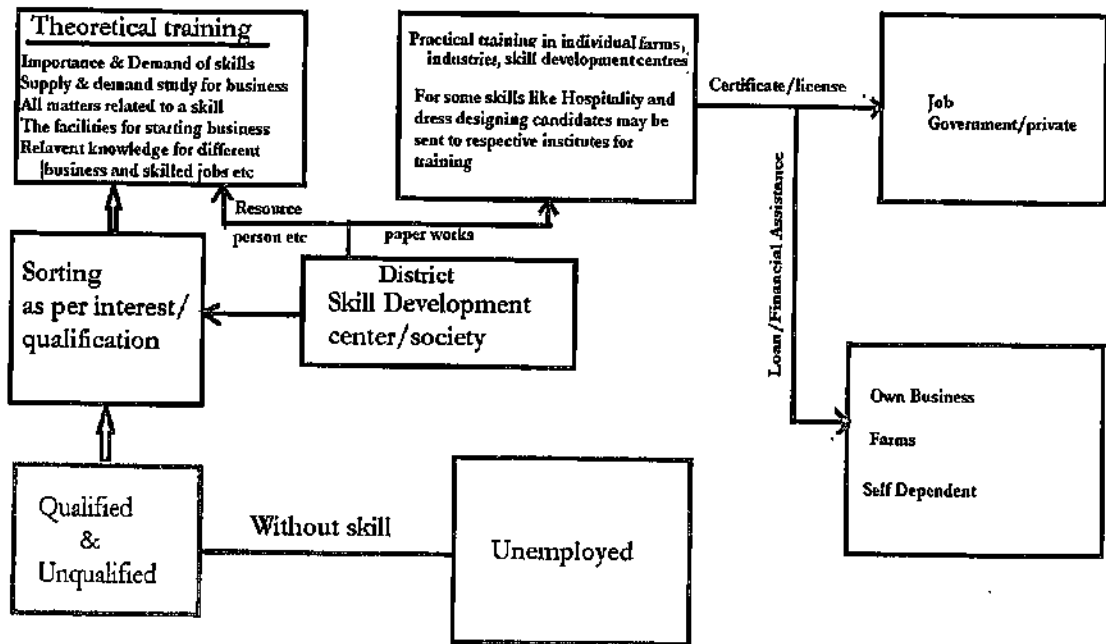 Theoretical training
Importance & Demand of skills
Supply & demand study for business
All matters related to a skill
The facilities for starting business
Relavent knowledge for different
business and skilled jobs etc
Practical training in individual farms,
industries, skill development centres
For some skills like Hospitality and
dress designing candidates may be
sent to respective institutes for
training
Certificate/license
Job
Government/private
Resource
person etc
paper works
Sorting
as per interest/
qualification
District
Skill Development
center/society
Loan/Financial Assistance
Own Business
Farms
Self Dependent
Qualified
&
Unqualified
Without skill
Unemployed